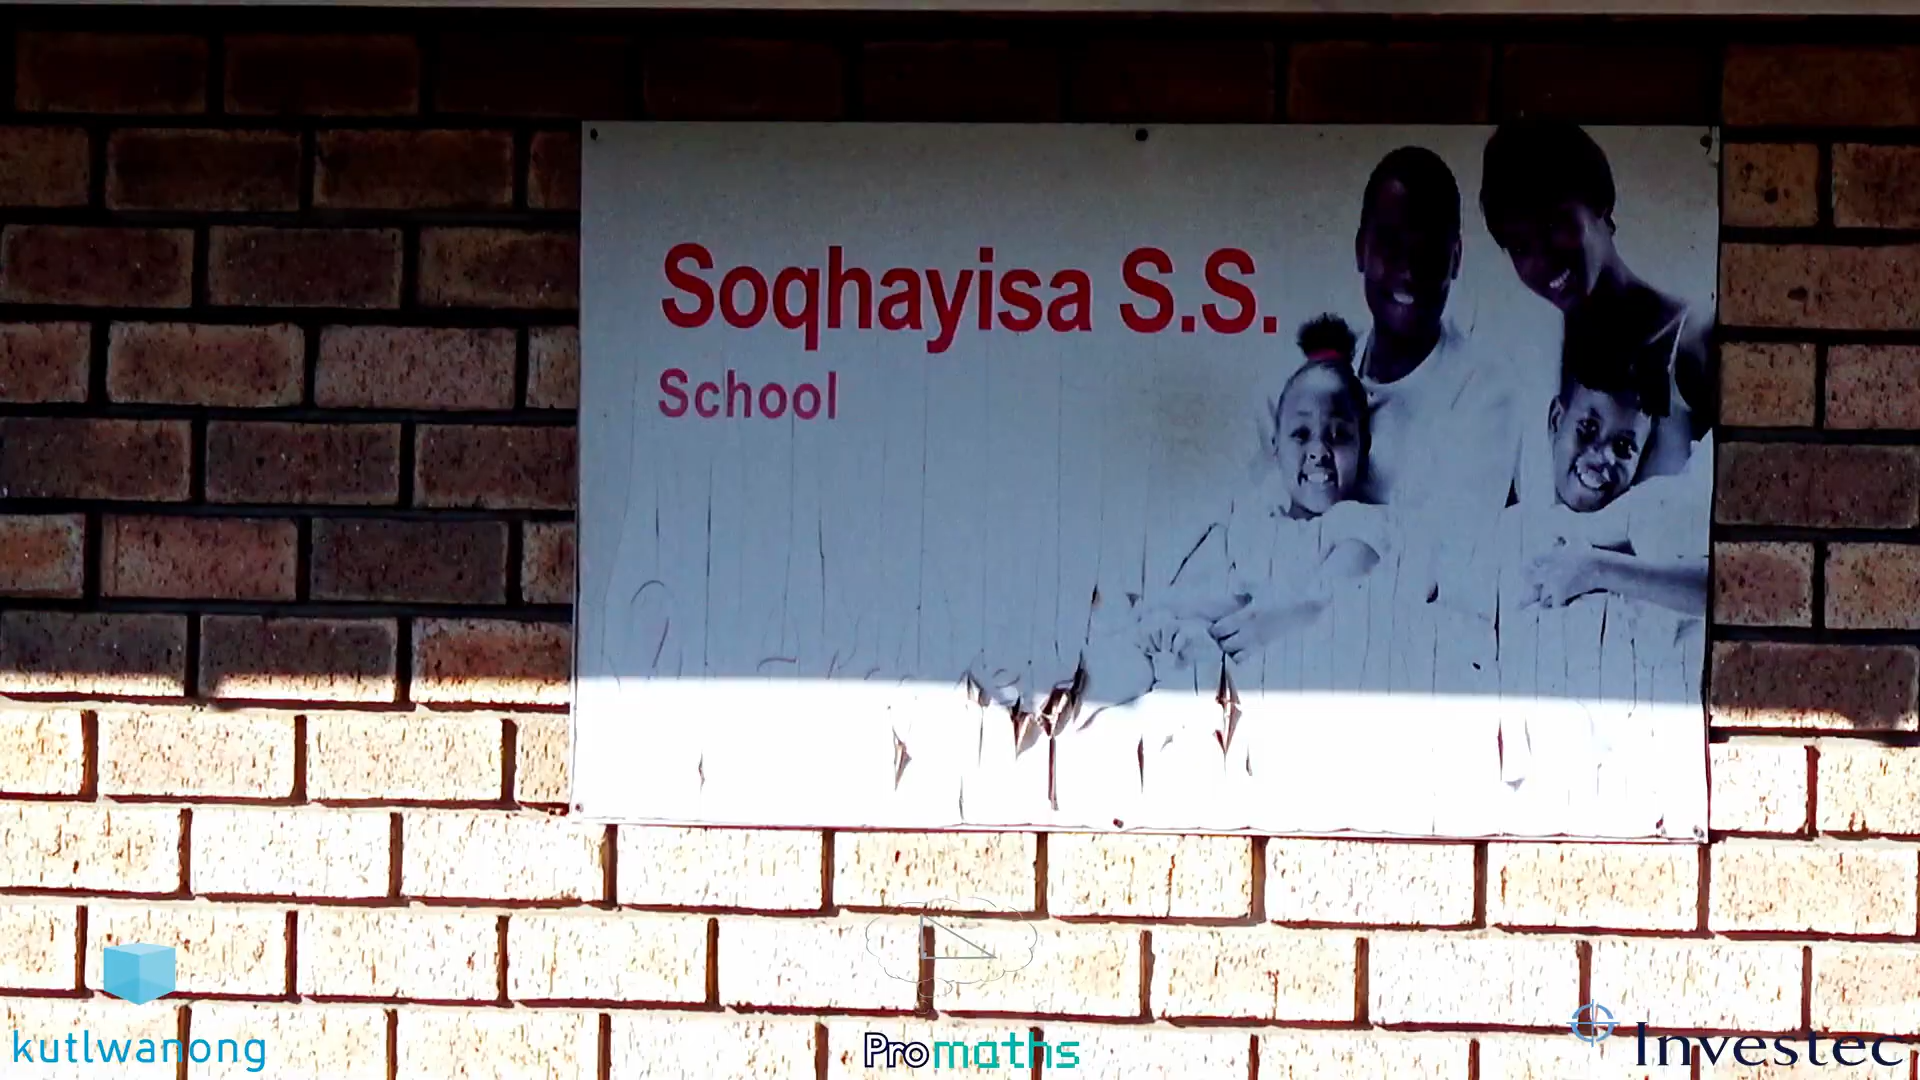 Soqhayisa S.S.
School
kutlwanong
Promaths
Investec